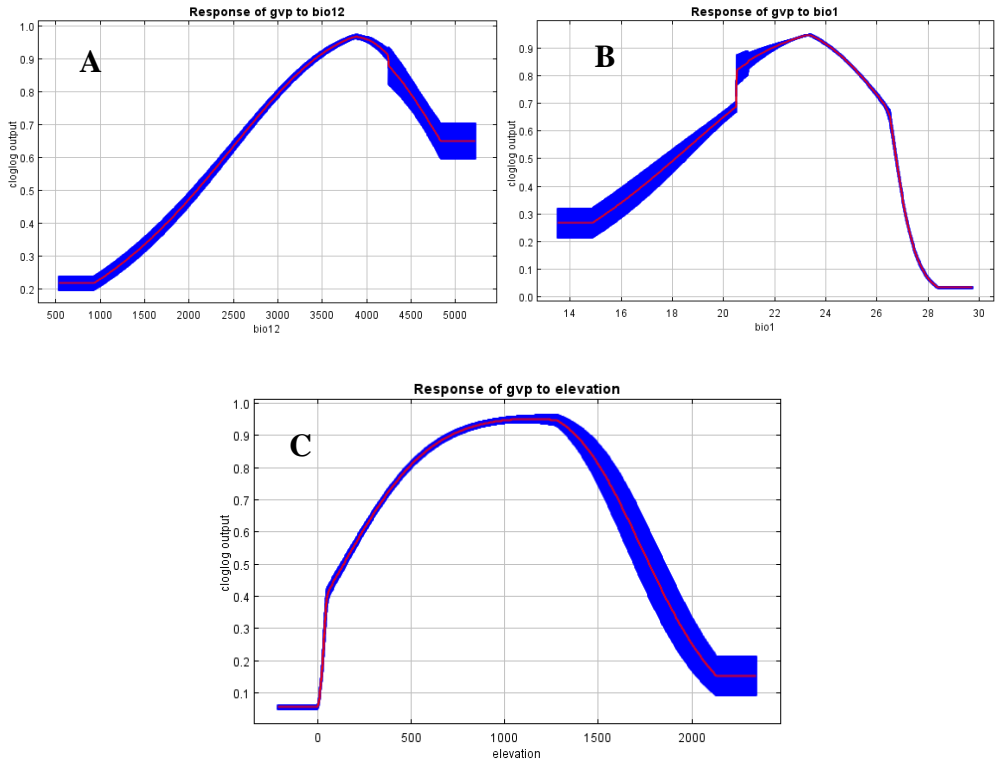 Response of gvp to bio12
A
cloglog output
1.0
0.9
0.8
0.7
0.6
0.5
0.4
0.3
0.2
500 1000 1500 2000 2500 3000 3500 4000 4500 5000
bio12
Response of gvp to bio1
B
cloglog output
0.9
0.8
0.7
0.6
0.5
0.4
0.3
0.2
0.1
0.0
14 16 18 20 22 24 26 28 30
bio1
Response of gvp to elevation
C
cloglog output
1.0
0.9
0.8
0.7
0.6
0.5
0.4
0.3
0.2
0.1
0 500 1000 1500 2000
elevation